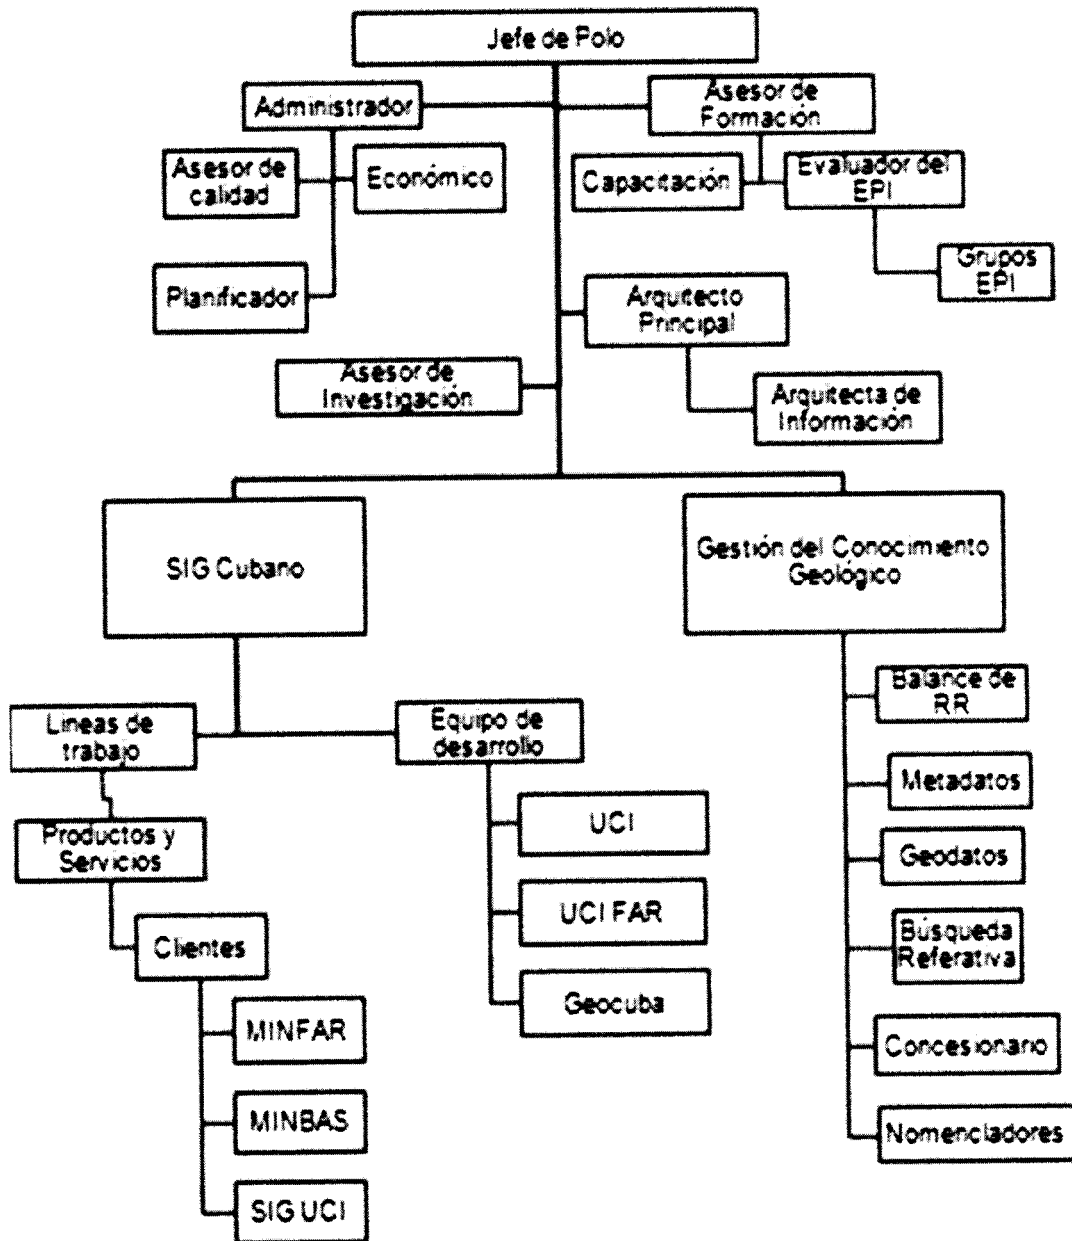 Jefe de Polo
Administrador
Asesor de
Formación
Asesor de
calidad
Económico
Capacitación
Evaluador del
EPI
Planificador
Grupos
EPI
Arquitecto
Principal
Asesor de
Investigación
Arquitecta de
Información
SIG Cubano
Gestión del Conocimiento
Geológico
Líneas de
trabajo
Equipo de
desarrollo
Productos y
Servicios
Clientes
MINFAR
MINBAS
SIG UCI
UCI
UCI FAR
Geocuba
Balance de
RR
Metadatos
Geodatos
Búsqueda
Referativa
Concesionario
Nomencladores